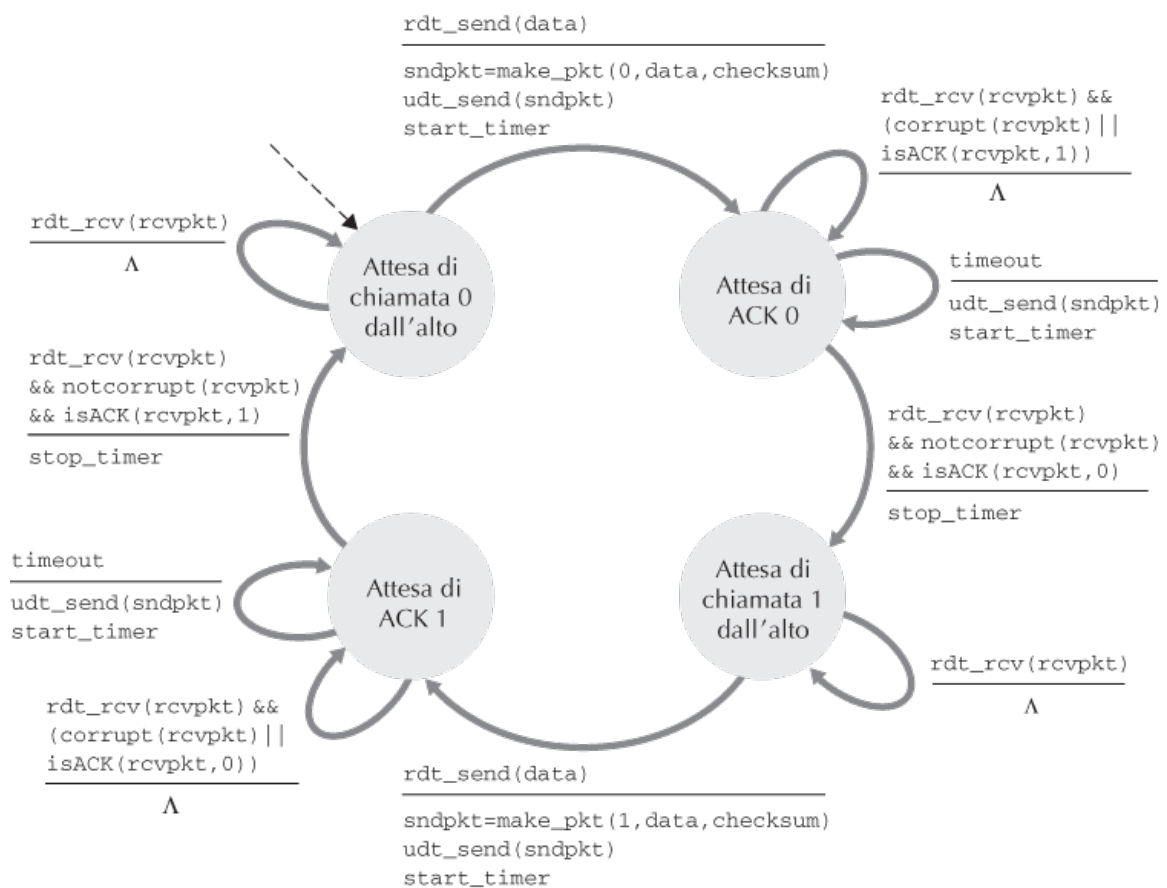 rdt_send(data)
sndpkt=make_pkt(0,data,checksum)
udt_send(sndpkt)
start_timer
rdt_rcv(rcvpkt) &&
(corrupt(rcvpkt)||
isACK(rcvpkt,1))
Λ
rdt_rcv(rcvpkt)
Λ
Attesa di
chiamata 0
dall'alto
Attesa di
ACK 0
timeout
udt_send(sndpkt)
start_timer
rdt_rcv(rcvpkt)
&& notcorrupt(rcvpkt)
&& isACK(rcvpkt,1)
stop_timer
rdt_rcv(rcvpkt)
&& notcorrupt(rcvpkt)
&& isACK(rcvpkt,0)
stop_timer
timeout
udt_send(sndpkt)
start_timer
Attesa di
ACK 1
Attesa di
chiamata 1
dall'alto
rdt_rcv(rcvpkt)
Λ
rdt_rcv(rcvpkt) &&
(corrupt(rcvpkt)||
isACK(rcvpkt,0))
Λ
rdt_send(data)
sndpkt=make_pkt(1,data,checksum)
udt_send(sndpkt)
start_timer